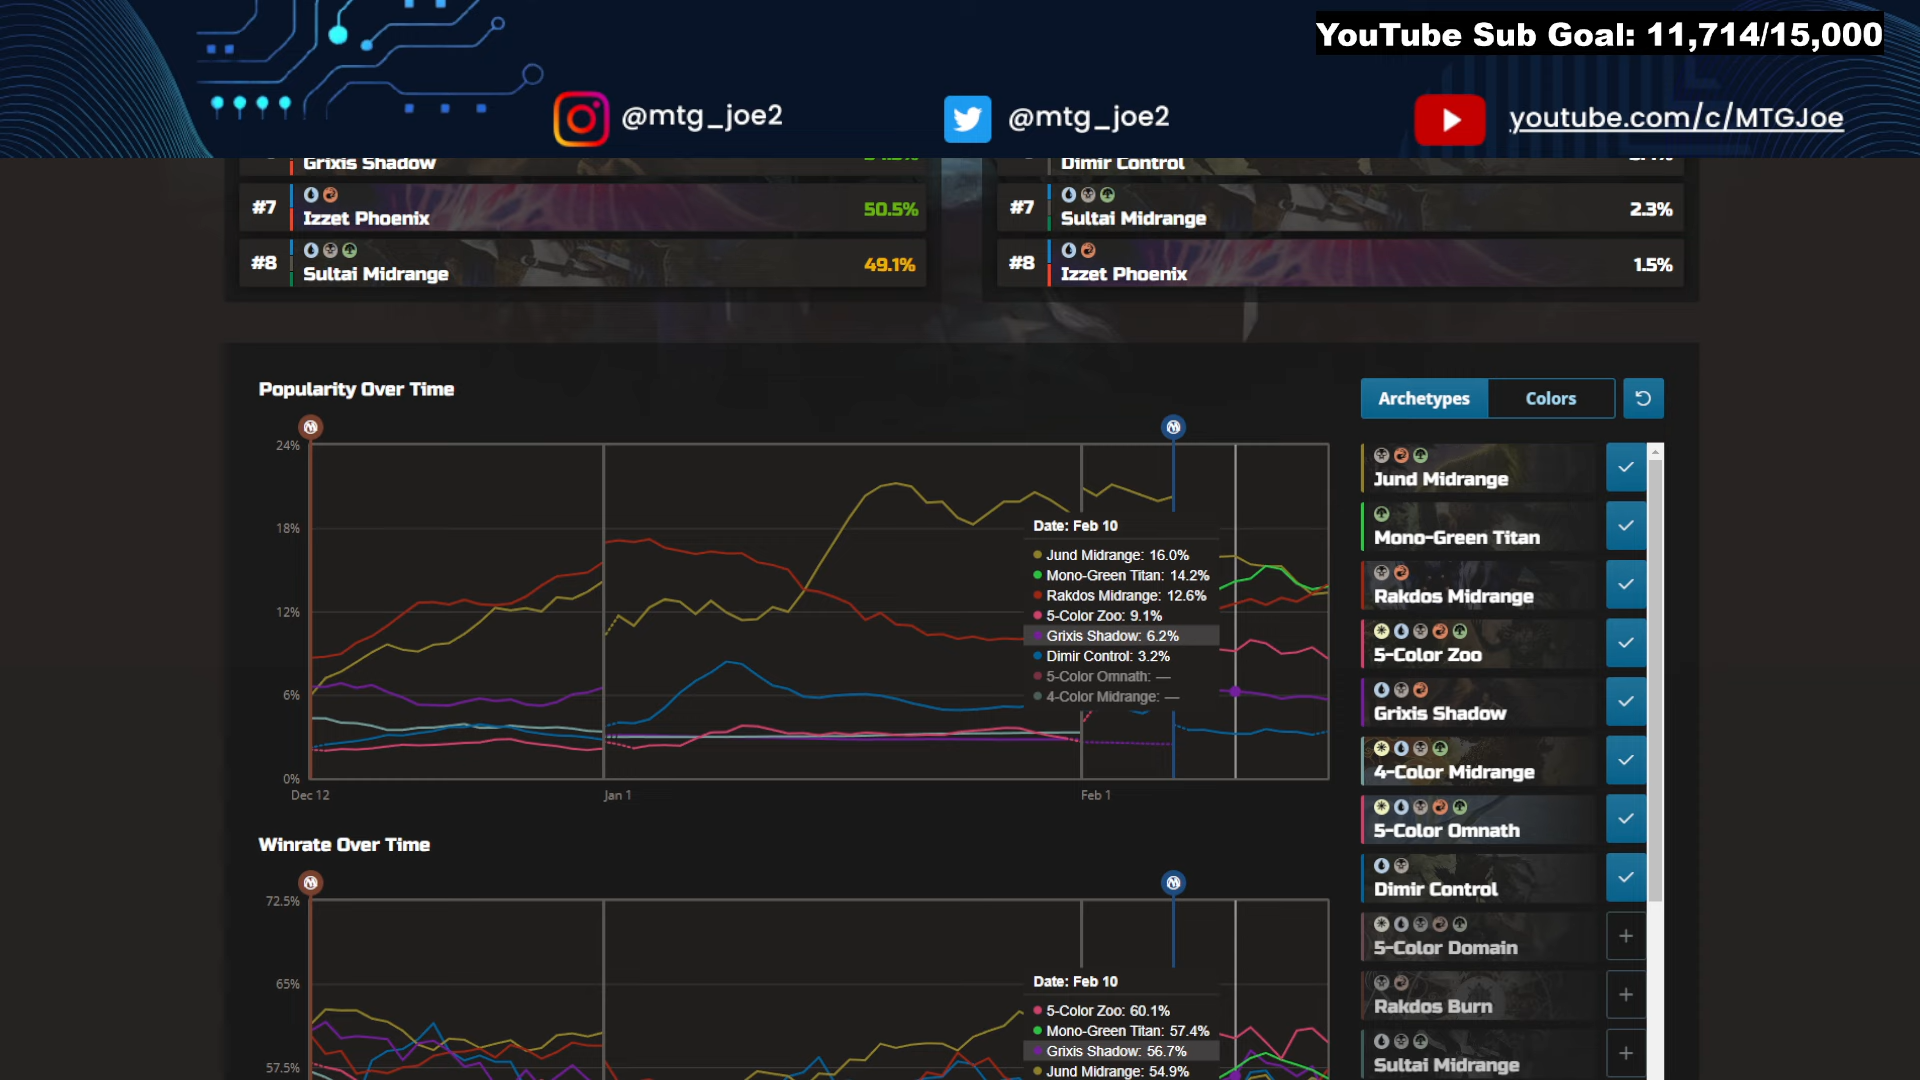 YouTube Sub Goal: 11,714/15,000
@mtg_joe2
@mtg_joe2
youtube.com/c/MTGJoe
Grixis Shadow
Dimir Control
#7
Izzet Phoenix
50.5%
#7
Sultai Midrange
2.3%
#8
Sultai Midrange
49.1%
#8
Izzet Phoenix
1.5%
Popularity Over Time
24%
18%
12%
6%
0%
Dec 12
Jan 1
Feb 1
Date: Feb 10
Jund Midrange: 16.0%
Mono-Green Titan: 14.2%
Rakdos Midrange: 12.6%
5-Color Zoo: 9.1%
Grixis Shadow: 6.2%
Dimir Control: 3.2%
5-Color Omnath: —
4-Color Midrange: —
Archetypes
Colors
Jund Midrange
Mono-Green Titan
Rakdos Midrange
5-Color Zoo
Grixis Shadow
4-Color Midrange
5-Color Omnath
Dimir Control
5-Color Domain
Rakdos Burn
Sultai Midrange
Winrate Over Time
72.5%
65%
57.5%
Date: Feb 10
5-Color Zoo: 60.1%
Mono-Green Titan: 57.4%
Grixis Shadow: 56.7%
Jund Midrange: 54.9%